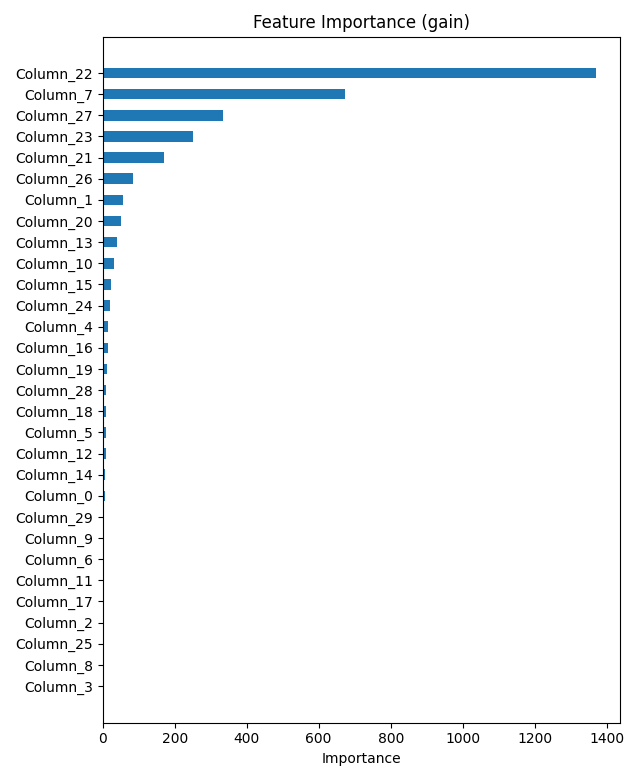 Feature Importance (gain)
Column_22
Column_7
Column_27
Column_23
Column_21
Column_26
Column_1
Column_20
Column_13
Column_10
Column_15
Column_24
Column_4
Column_16
Column_19
Column_28
Column_18
Column_5
Column_12
Column_14
Column_0
Column_29
Column_9
Column_6
Column_11
Column_17
Column_2
Column_25
Column_8
Column_3
0 200 400 600 800 1000 1200 1400
Importance